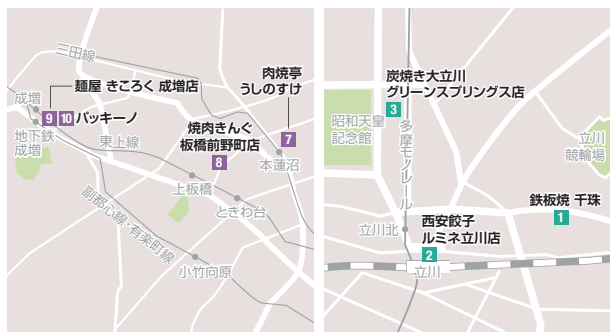 三田線
成増
9
麺屋 きころく 成増店
10
バッキーノ
地下鉄
成増
東上線
焼肉きんぐ
板橋前野町店
8
肉焼亭
うしのすけ
7
本蓮沼
上板橋
ときわ台
副都心線・有楽町線
小竹向原
炭焼き大立川
グリーンスプリングス店
3
昭和天皇
記念館
多摩モノレール
立川
競輪場
鉄板焼 千珠
1
西安餃子
ルミネ立川店
2
立川北
立川